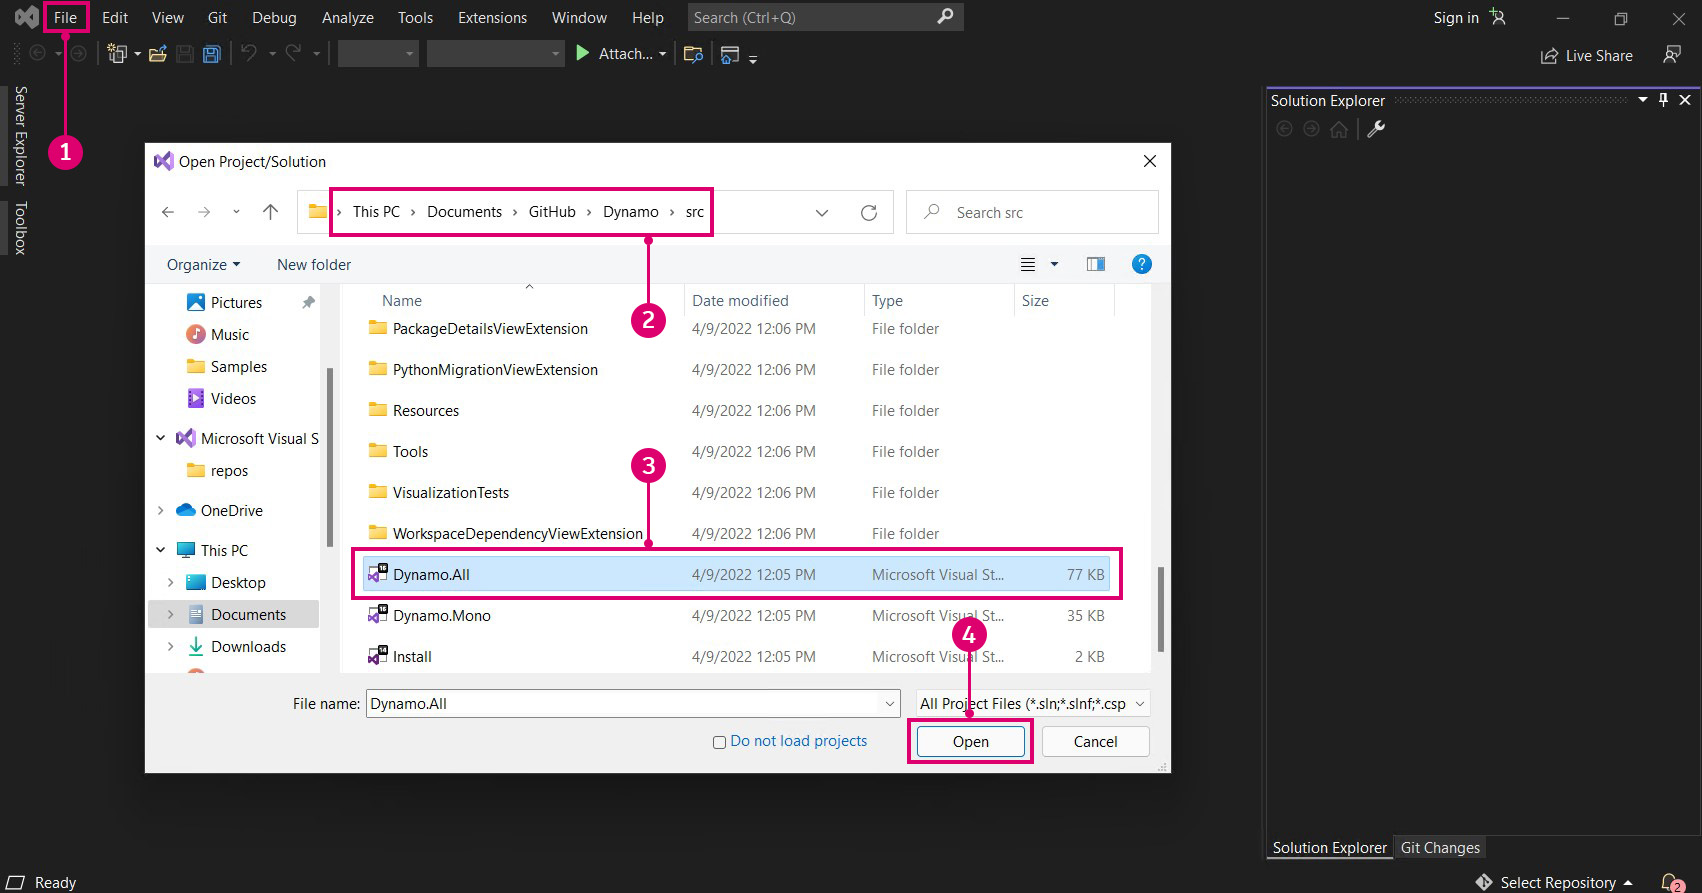 File Edit View Git Debug Analyze Tools Extensions Window Help Search (Ctrl+Q) Sign in
Attach... Live Share
Server Explorer
Toolbox
1
Solution Explorer
Open Project/Solution
This PC › Documents › GitHub › Dynamo › src Search src
Organize New folder ?
2
Name Date modified Type Size
Pictures
Music
Samples
Videos
Microsoft Visual S
repos
OneDrive
This PC
Desktop
Documents
Downloads
PackageDetailsViewExtension 4/9/2022 12:06 PM File folder
PythonMigrationViewExtension 4/9/2022 12:06 PM File folder
Resources 4/9/2022 12:06 PM File folder
Tools 4/9/2022 12:06 PM File folder
3
VisualizationTests 4/9/2022 12:06 PM File folder
WorkspaceDependencyViewExtension 4/9/2022 12:06 PM File folder
16 Dynamo.All 4/9/2022 12:05 PM Microsoft Visual St... 77 KB
16 Dynamo.Mono 4/9/2022 12:05 PM Microsoft Visual St... 35 KB
4
14 Install 4/9/2022 12:05 PM Microsoft Visual St... 2 KB
File name: Dynamo.All All Project Files (*.sln;*.slnf;*.csp
Do not load projects Open Cancel
Solution Explorer Git Changes
Ready Select Repository 2